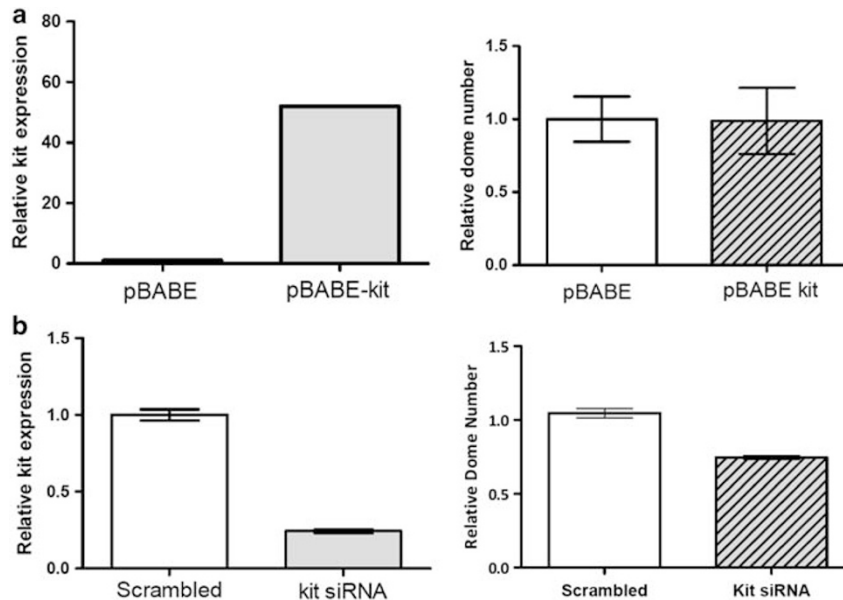 a
Relative kit expression
80
60
40
20
0
pBABE
pBABE-kit
Relative dome number
1.5
1.0
0.5
0.0
pBABE
pBABE kit
b
Relative kit expression
1.5
1.0
0.5
0.0
Scrambled
kit siRNA
Relative Dome Number
1.5
1.0
0.5
0.0
Scrambled
Kit siRNA